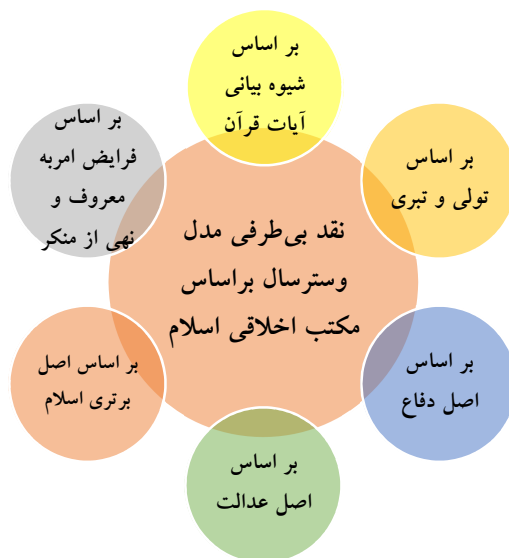 بر اساس
شیوه بیانی
آیات قرآن
بر اساس
تولی و تبری
بر اساس
اصل دفاع
بر اساس
اصل عدالت
بر اساس اصل
برتری اسلام
بر اساس
فرایض امربه
معروف و
نهی از منکر
نقد بی‌طرفی مدل
وسترسال براساس
مکتب اخلاقی اسلام